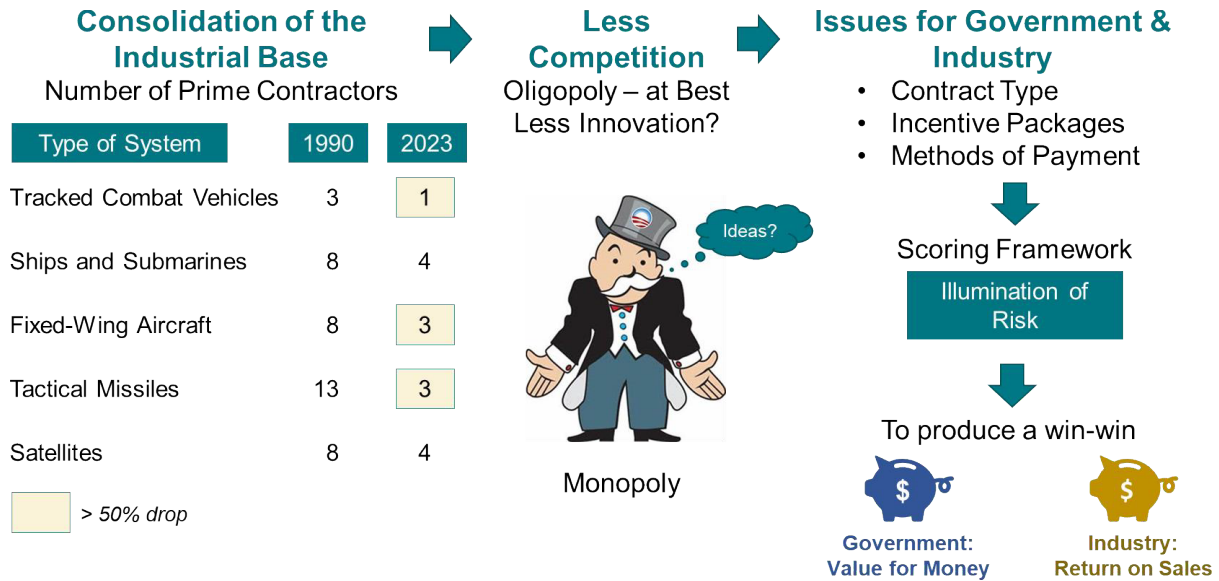 Consolidation of the
Industrial Base
Number of Prime Contractors
Type of System 1990 2023
Tracked Combat Vehicles 3 1
Ships and Submarines 8 4
Fixed-Wing Aircraft 8 3
Tactical Missiles 13 3
Satellites 8 4
> 50% drop
Less
Competition
Oligopoly – at Best
Less Innovation?
Ideas?
Monopoly
Issues for Government &
Industry
• Contract Type
• Incentive Packages
• Methods of Payment
Scoring Framework
Illumination of
Risk
To produce a win-win
$
$
Government:
Value for Money
Industry:
Return on Sales